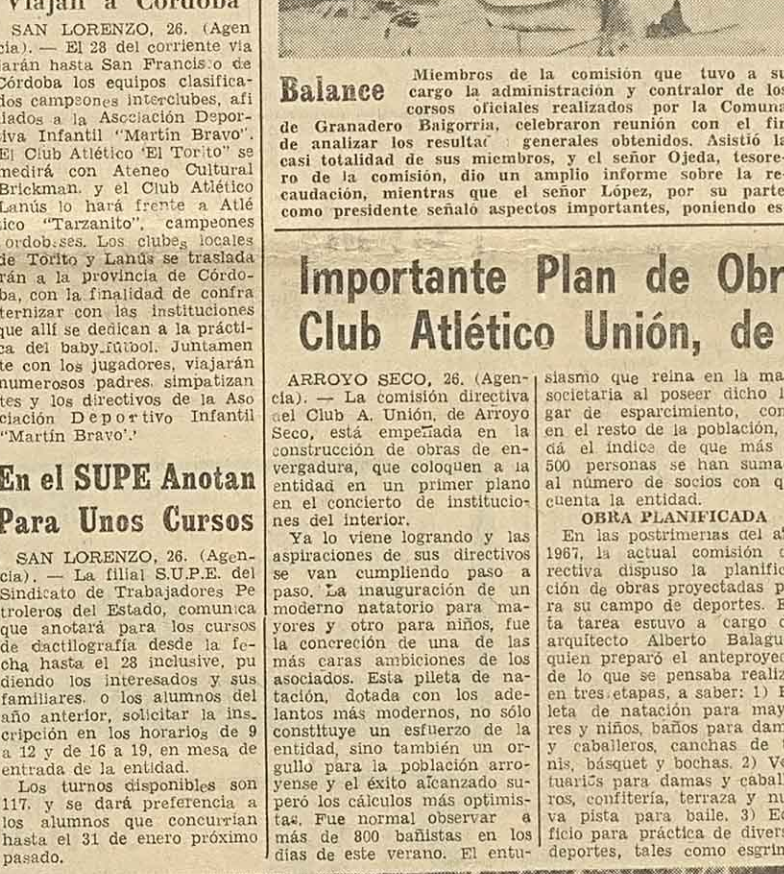 Viajan a Córdoba
SAN LORENZO, 26. (Agen
cia). — El 28 del corriente via
jarán hasta San Francisco de
Córdoba los equipos clasifica-
dos campeones interclubes, afi
liados a la Asociación Depor-
tiva Infantil "Martín Bravo".
El Club Atlético 'El Torito" se
medirá con Ateneo Cultural
Brickman. y el Club Atlético
Lanús lo hará frente a Atlé
tico "Tarzanito", campeones
cordobeses. Los clubes locales
de Torito y Lanús se traslada
rán a la provincia de Córdo-
ba, con la finalidad de confra
ternizar con las instituciones
que allí se dedican a la prácti-
ca del baby-fútbol. Juntamen
te con los jugadores, viajarán
numerosos padres. simpatizan
tes y los directivos de la Aso
ciación Deportivo Infantil
"Martín Bravo'.'
En el SUPE Anotan
Para Unos Cursos
SAN LORENZO, 26. (Agen-
cia). — La filial S.U.P.E. del
Sindicato de Trabajadores Pe
troleros del Estado, comunica
que anotará para los cursos
de dactilografía desde la fe-
cha hasta el 28 inclusive, pu
diendo los interesados y sus
familiares. o los alumnos del
año anterior, solicitar la ins-
cripción en los horarios de 9
a 12 y de 16 a 19, en mesa de
entrada de la entidad.
Los turnos disponibles son
117. y se dará preferencia a
los alumnos que concurrían
hasta el 31 de enero próximo
pasado.
Balance
Miembros de la comisión que tuvo a su
cargo la administración y contralor de los
corsos oficiales realizados por la Comuna
de Granadero Baigorria, celebraron reunión con el fin
de analizar los resultad generales obtenidos. Asistió la
casi totalidad de sus miembros, y el señor Ojeda, tesore-
ro de la comisión, dio un amplio informe sobre la re-
caudación, mientras que el señor López, por su parte
como presidente señaló aspectos importantes, poniendo es-
Importante Plan de Obr
Club Atlético Unión, de
ARROYO SECO, 26. (Agen-
cia). — La comisión directiva
del Club A. Unión, de Arroyo
Seco, está empeñada en la
construcción de obras de en-
vergadura, que coloquen a la
entidad en un primer plano
en el concierto de institucio-
nes del interior.
Ya lo viene logrando y las
aspiraciones de sus directivos
se van cumpliendo paso a
paso. La inauguración de un
moderno natatorio para ma-
yores y otro para niños, fue
la concreción de una de las
más caras ambiciones de los
asociados. Esta pileta de na-
tación, dotada con los ade-
lantos más modernos, no sólo
constituye un esfuerzo de la
entidad, sino también un or-
gullo para la población arro-
yense y el éxito alcanzado su-
peró los cálculos más optimis-
tas. Fue normal observar a
más de 800 bañistas en los
días de este verano. El entu-
siasmo que reina en la ma
societaria al poseer dicho l
gar de esparcimiento, com
en el resto de la población,
dá el índice de que más
500 personas se han suma
al número de socios con q
cuenta la entidad.
OBRA PLANIFICADA
En las postrimerías del a
1967, la actual comisión d
rectiva dispuso la planific
ción de obras proyectadas p
ra su campo de deportes. E
ta tarea estuvo a cargo d
arquitecto Alberto Balagu
quien preparó el anteproyec
de lo que se pensaba realiz
en tres etapas, a saber: 1) P
leta de natación para may
res y niños, baños para dam
y caballeros, canchas de
nis, básquet y bochas. 2) Ve
tuarios para damas y caball
ros, confitería, terraza y nu
va pista para baile. 3) Ed
ficio para práctica de divers
deportes, tales como esgrim